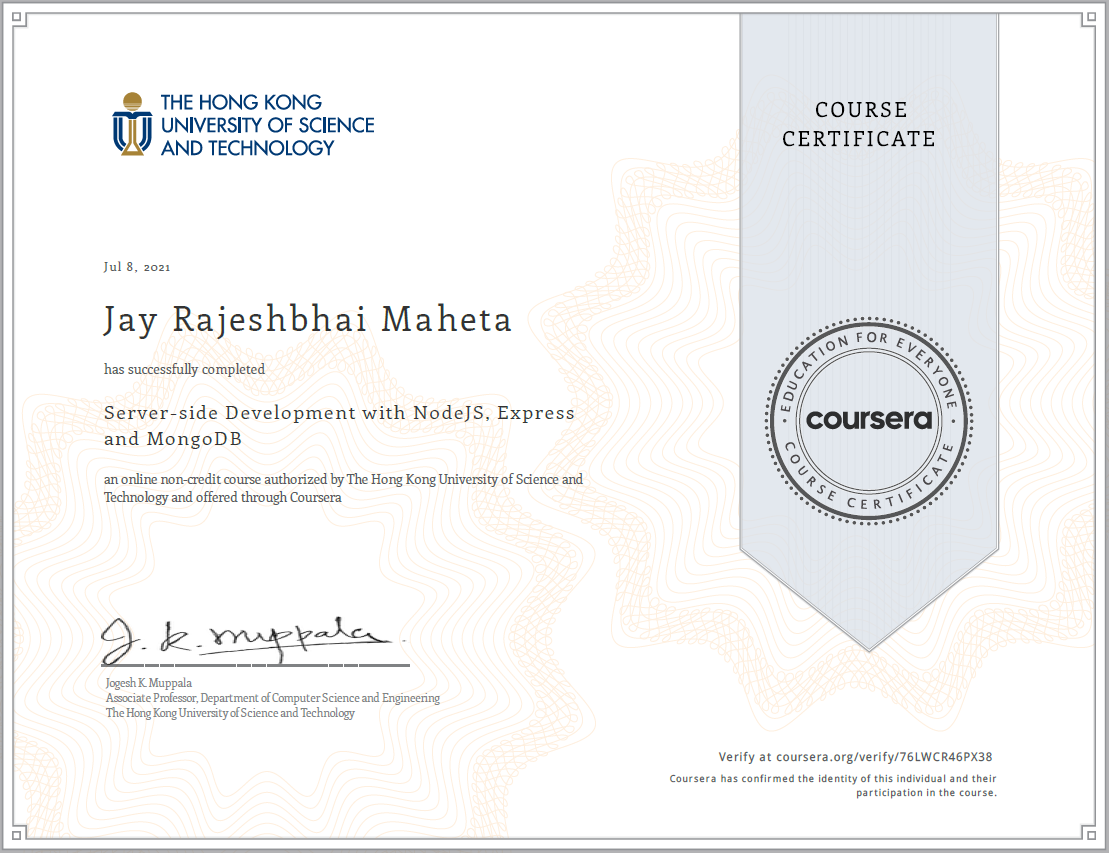 THE HONG KONG
UNIVERSITY OF SCIENCE
AND TECHNOLOGY
COURSE
CERTIFICATE
Jul 8, 2021
Jay Rajeshbhai Maheta
has successfully completed
Server-side Development with NodeJS, Express
and MongoDB
an online non-credit course authorized by The Hong Kong University of Science and
Technology and offered through Coursera
EDUCATION FOR EVERYONE
coursera
COURSE CERTIFICATE
J. K. Muppala
Jogesh K. Muppala
Associate Professor, Department of Computer Science and Engineering
The Hong Kong University of Science and Technology
Verify at coursera.org/verify/76LWCR46PX38
Coursera has confirmed the identity of this individual and their
participation in the course.